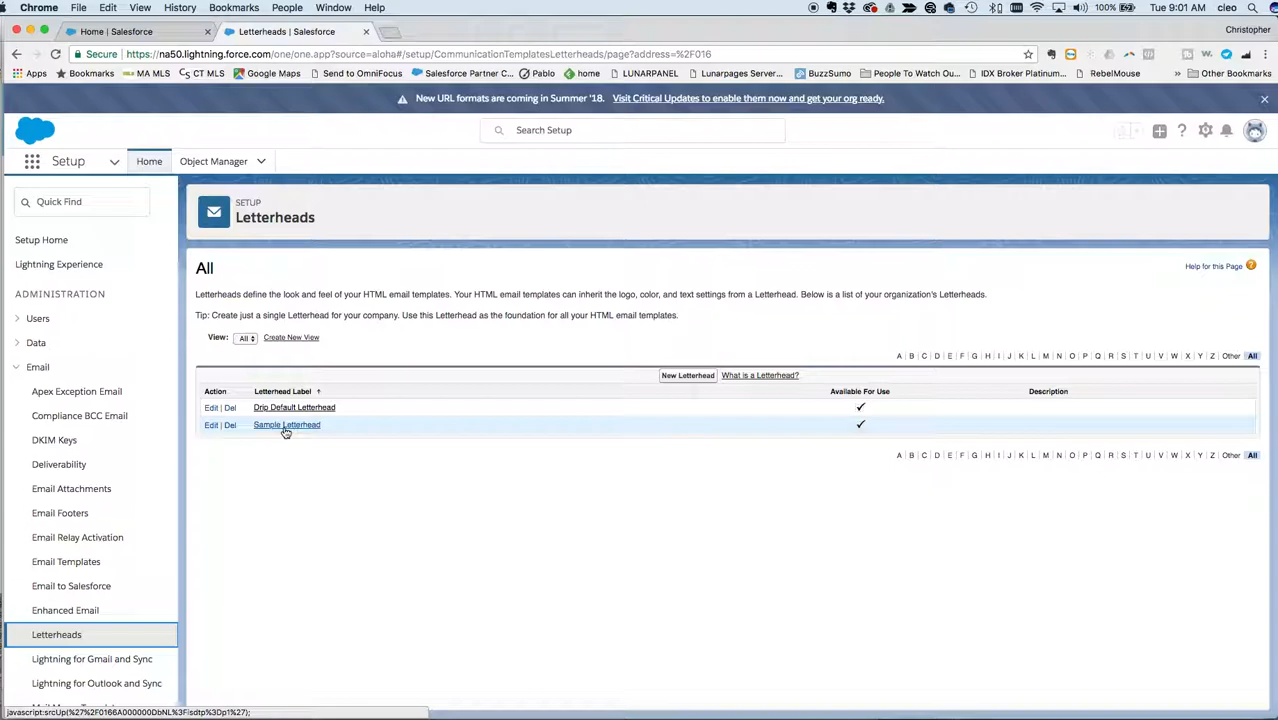 Chrome File Edit View History Bookmarks People Window Help 100% Tue 9:01 AM cleo
Home | Salesforce Letterheads | Salesforce Christopher
Secure https://na50.lightning.force.com/one/one.app?source=aloha#/setup/CommunicationTemplatesLetterheads/page?address=%2F016
Apps Bookmarks MA MLS CT MLS Google Maps Send to OmniFocus Salesforce Partner C... Pablo home LUNARPANEL Lunarpages Server... BuzzSumo People To Watch Ou... IDX Broker Platinum... RebelMouse » Other Bookmarks
New URL formats are coming in Summer '18. Visit Critical Updates to enable them now and get your org ready.
Search Setup
Setup Home Object Manager
Quick Find
Setup Home
Lightning Experience
ADMINISTRATION
Users
Data
Email
Apex Exception Email
Compliance BCC Email
DKIM Keys
Deliverability
Email Attachments
Email Footers
Email Relay Activation
Email Templates
Email to Salesforce
Enhanced Email
Letterheads
Lightning for Gmail and Sync
Lightning for Outlook and Sync
SETUP
Letterheads
All
Help for this Page
Letterheads define the look and feel of your HTML email templates. Your HTML email templates can inherit the logo, color, and text settings from a Letterhead. Below is a list of your organization's Letterheads.
Tip: Create just a single Letterhead for your company. Use this Letterhead as the foundation for all your HTML email templates.
View: All Create New View
A | B | C | D | E | F | G | H | I | J | K | L | M | N | O | P | Q | R | S | T | U | V | W | X | Y | Z | Other | All
New Letterhead What is a Letterhead?
Action Letterhead Label ↑ Available For Use Description
Edit | Del Drip Default Letterhead ✓
Edit | Del Sample Letterhead ✓
A | B | C | D | E | F | G | H | I | J | K | L | M | N | O | P | Q | R | S | T | U | V | W | X | Y | Z | Other | All